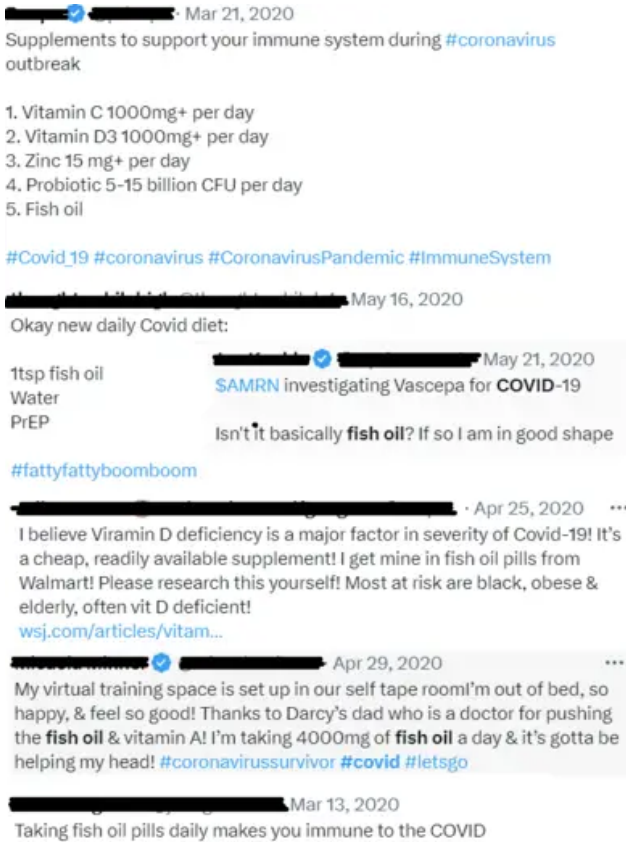 Mar 21, 2020
Supplements to support your immune system during #coronavirus
outbreak
1. Vitamin C 1000mg+ per day
2. Vitamin D3 1000mg+ per day
3. Zinc 15 mg+ per day
4. Probiotic 5-15 billion CFU per day
5. Fish oil
#Covid_19 #coronavirus #CoronavirusPandemic #ImmuneSystem
May 16, 2020
Okay new daily Covid diet:
1tsp fish oil
Water
PrEP
#fattyfattyboomboom
May 21, 2020
$AMRN investigating Vascepa for COVID-19
Isn't it basically fish oil? If so I am in good shape
· Apr 25, 2020 ...
I believe Viramin D deficiency is a major factor in severity of Covid-19! It's
a cheap, readily available supplement! I get mine in fish oil pills from
Walmart! Please research this yourself! Most at risk are black, obese &
elderly, often vit D deficient!
wsj.com/articles/vitam...
Apr 29, 2020 ...
My virtual training space is set up in our self tape roomI'm out of bed, so
happy, & feel so good! Thanks to Darcy's dad who is a doctor for pushing
the fish oil & vitamin A! I'm taking 4000mg of fish oil a day & it's gotta be
helping my head! #coronavirussurvivor #covid #letsgo
Mar 13, 2020
Taking fish oil pills daily makes you immune to the COVID